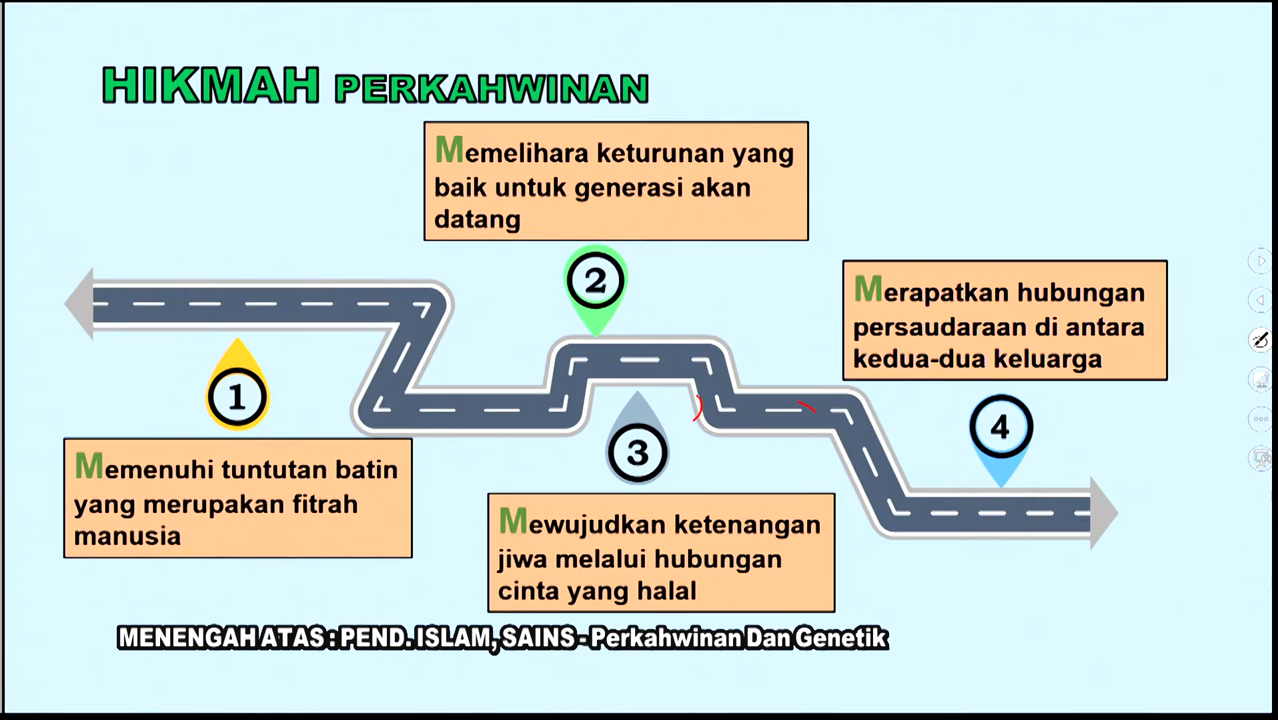 HIKMAH PERKAHWINAN
Memelihara keturunan yang
baik untuk generasi akan
datang
2
Merapatkan hubungan
persaudaraan di antara
kedua-dua keluarga
1
4
3
Memenuhi tuntutan batin
yang merupakan fitrah
manusia
Mewujudkan ketenangan
jiwa melalui hubungan
cinta yang halal
MENENGAH ATAS : PEND. ISLAM, SAINS - Perkahwinan Dan Genetik